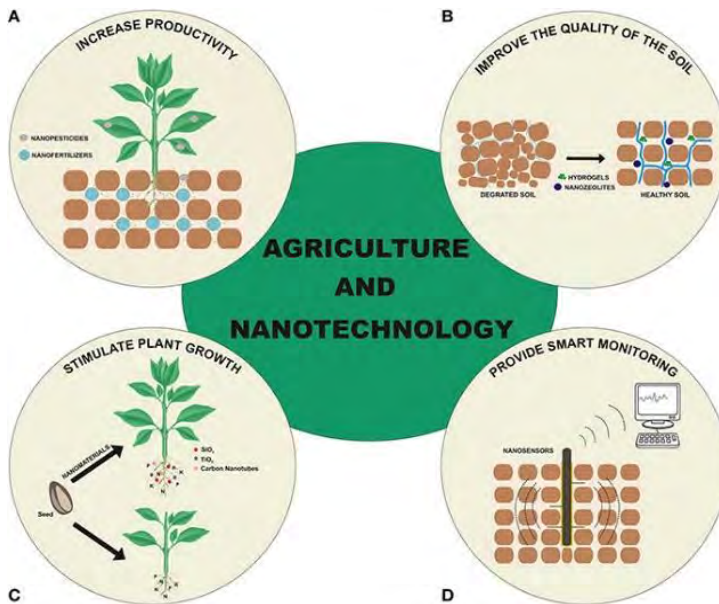 A
INCREASE PRODUCTIVITY
NANOPESTICIDES
NANOFERTILIZERS
B
IMPROVE THE QUALITY OF THE SOIL
DEGRATED SOIL
HYDROGELS
NANOZEOLITES
HEALTHY SOIL
AGRICULTURE
AND
NANOTECHNOLOGY
STIMULATE PLANT GROWTH
NANOMATERIALS
Seed
SiO₂
TiO₂
Carbon Nanotubes
C
PROVIDE SMART MONITORING
NANOSENSORS
D